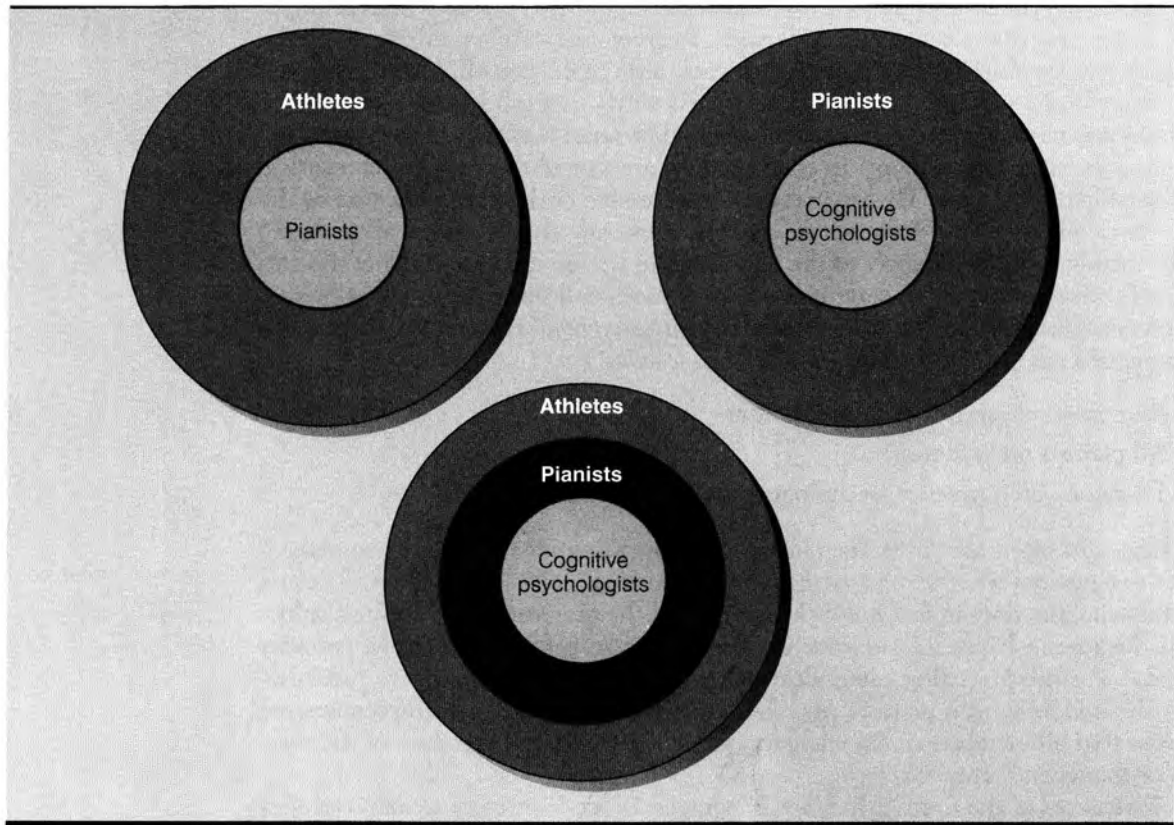 Athletes
Pianists
Pianists
Cognitive
psychologists
Athletes
Pianists
Cognitive
psychologists